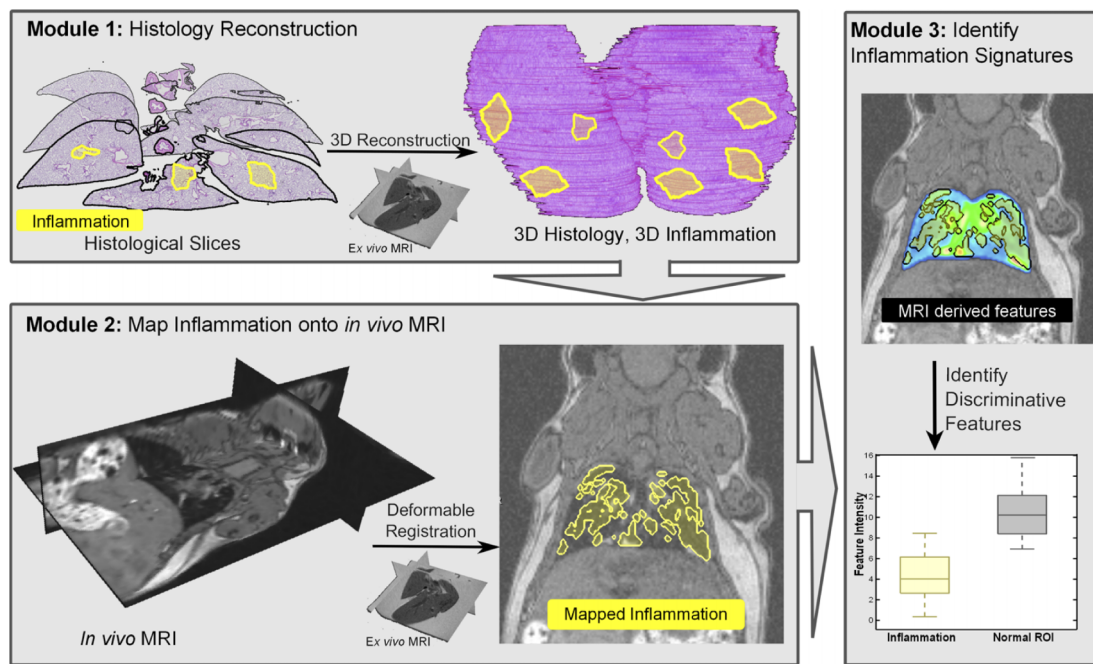 Module 1: Histology Reconstruction
3D Reconstruction
Inflammation
Histological Slices
Ex vivo MRI
3D Histology, 3D Inflammation
Module 2: Map Inflammation onto in vivo MRI
Deformable
Registration
In vivo MRI
Ex vivo MRI
Mapped Inflammation
Module 3: Identify
Inflammation Signatures
MRI derived features
Identify
Discriminative
Features
Feature Intensity
16
14
12
10
8
6
4
2
0
Inflammation
Normal ROI